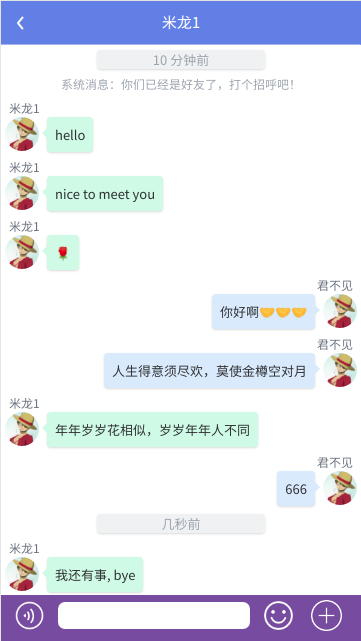 米龙1
10 分钟前
系统消息：你们已经是好友了，打个招呼吧！
米龙1
hello
米龙1
nice to meet you
米龙1
🌹
君不见
你好啊🤝🤝🤝
君不见
人生得意须尽欢，莫使金樽空对月
米龙1
年年岁岁花相似，岁岁年年人不同
君不见
666
几秒前
米龙1
我还有事, bye